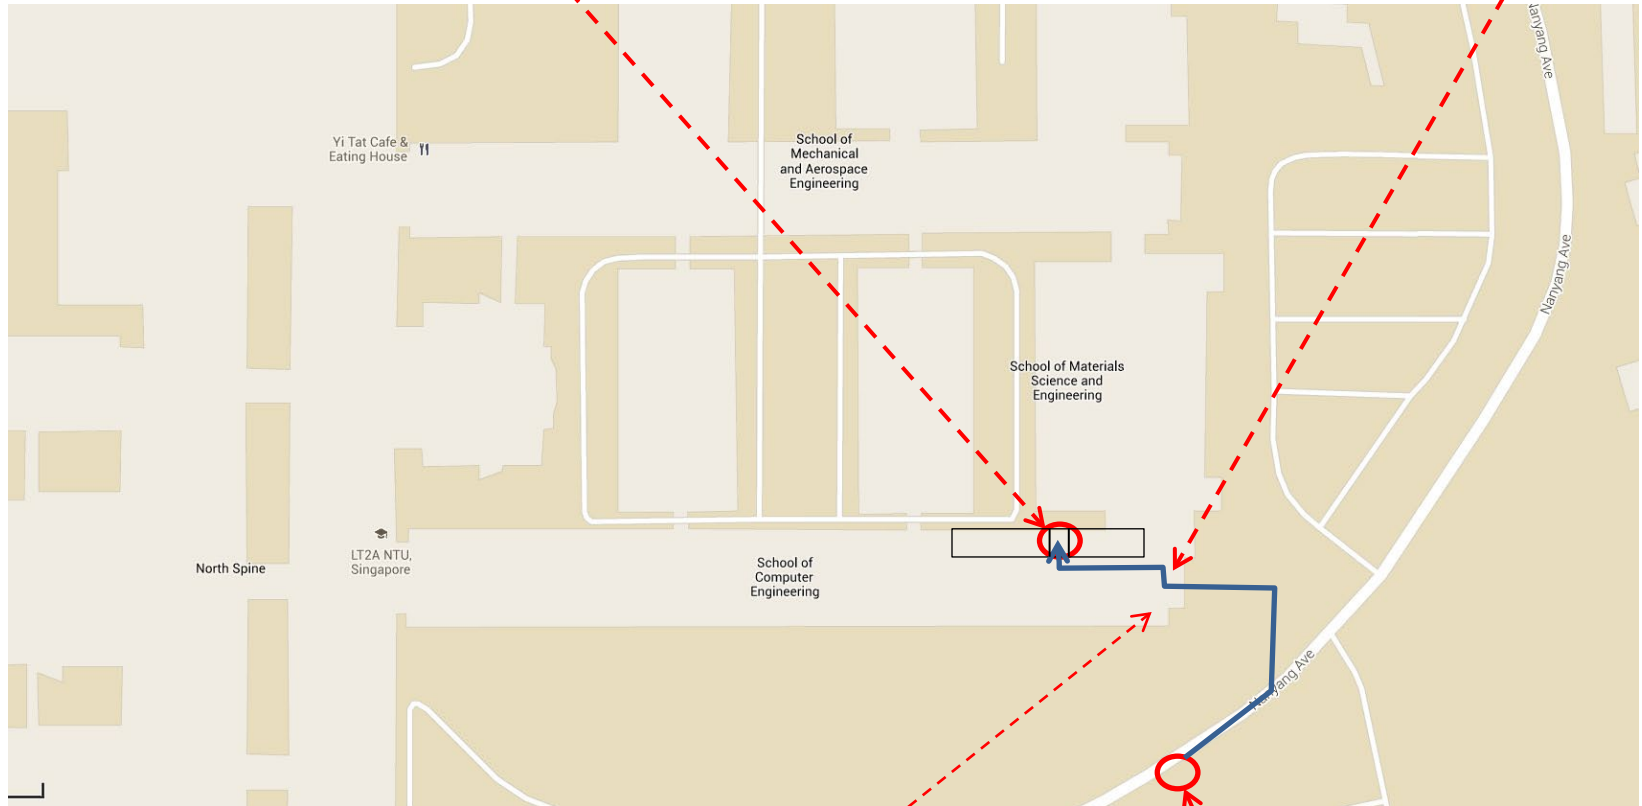 Nanyang Ave
School of
Mechanical
and Aerospace
Engineering
Yi Tat Cafe &
Eating House
Nanyang Ave
School of Materials
Science and
Engineering
LT2A NTU,
Singapore
North Spine
School of
Computer
Engineering
Nanyang Ave